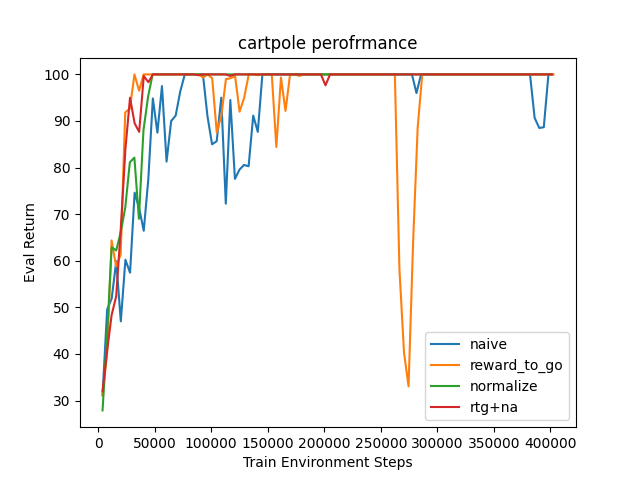 cartpole perofrmance
Eval Return
100
90
80
70
60
50
40
30
0 50000 100000 150000 200000 250000 300000 350000 400000
Train Environment Steps
naive
reward_to_go
normalize
rtg+na